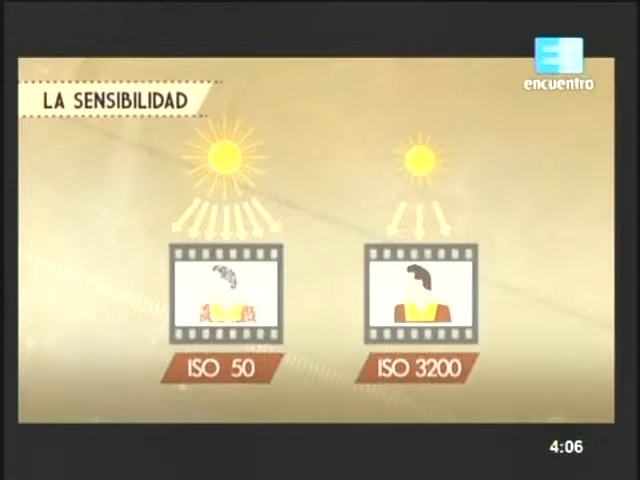 encuentro
LA SENSIBILIDAD
ISO 50
ISO 3200
4:06